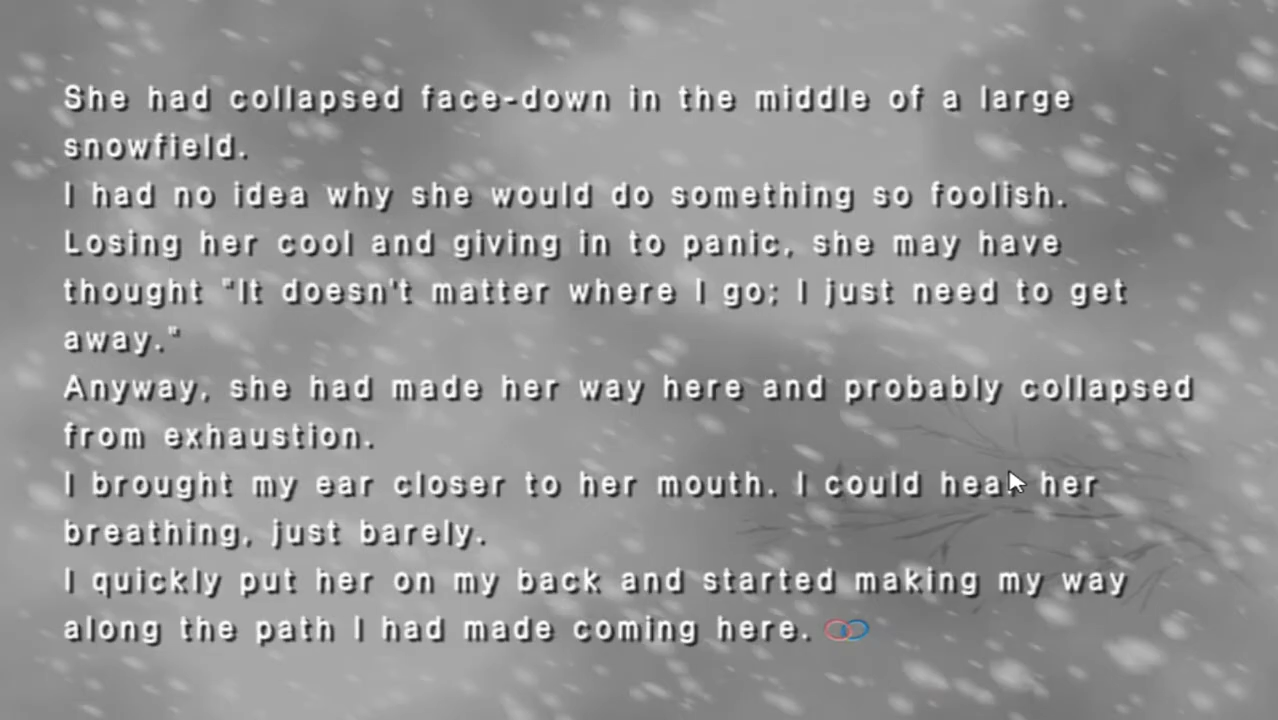 She had collapsed face-down in the middle of a large
snowfield.
I had no idea why she would do something so foolish.
Losing her cool and giving in to panic, she may have
thought "It doesn't matter where I go; I just need to get
away."
Anyway, she had made her way here and probably collapsed
from exhaustion.
I brought my ear closer to her mouth. I could hear her
breathing, just barely.
I quickly put her on my back and started making my way
along the path I had made coming here.